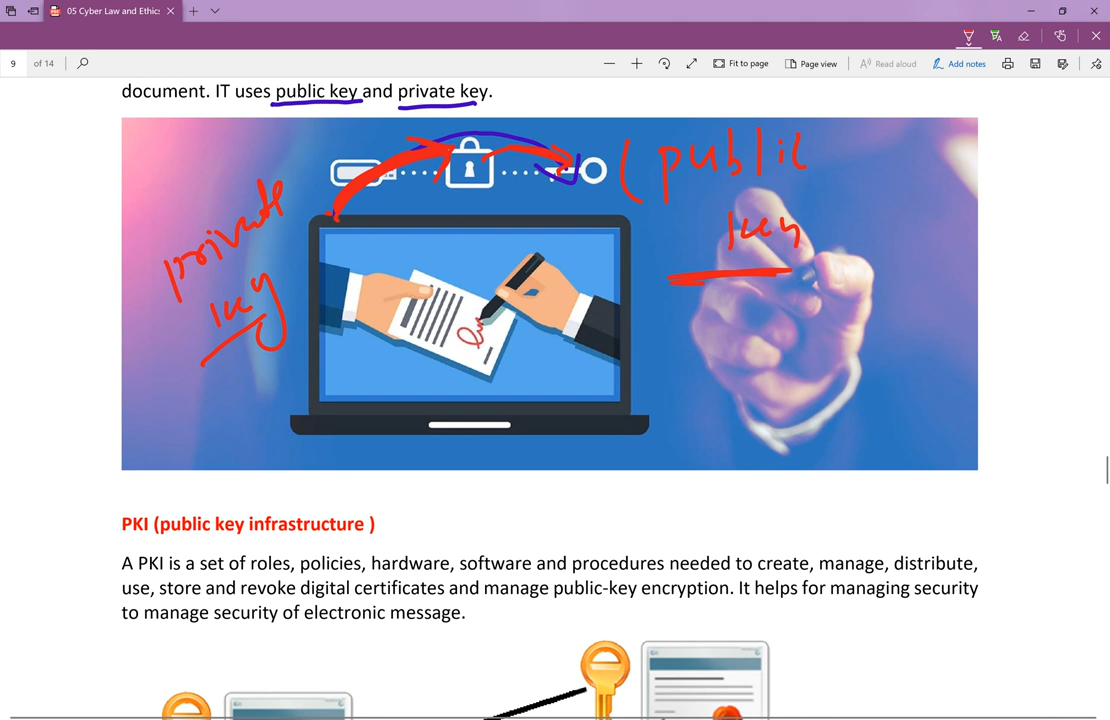 05 Cyber Law and Ethic
9
of 14
Fit to page
Page view
Read aloud
Add notes
document. IT uses public key and private key.
private
key
(public
key
PKI (public key infrastructure )
A PKI is a set of roles, policies, hardware, software and procedures needed to create, manage, distribute,
use, store and revoke digital certificates and manage public-key encryption. It helps for managing security
to manage security of electronic message.